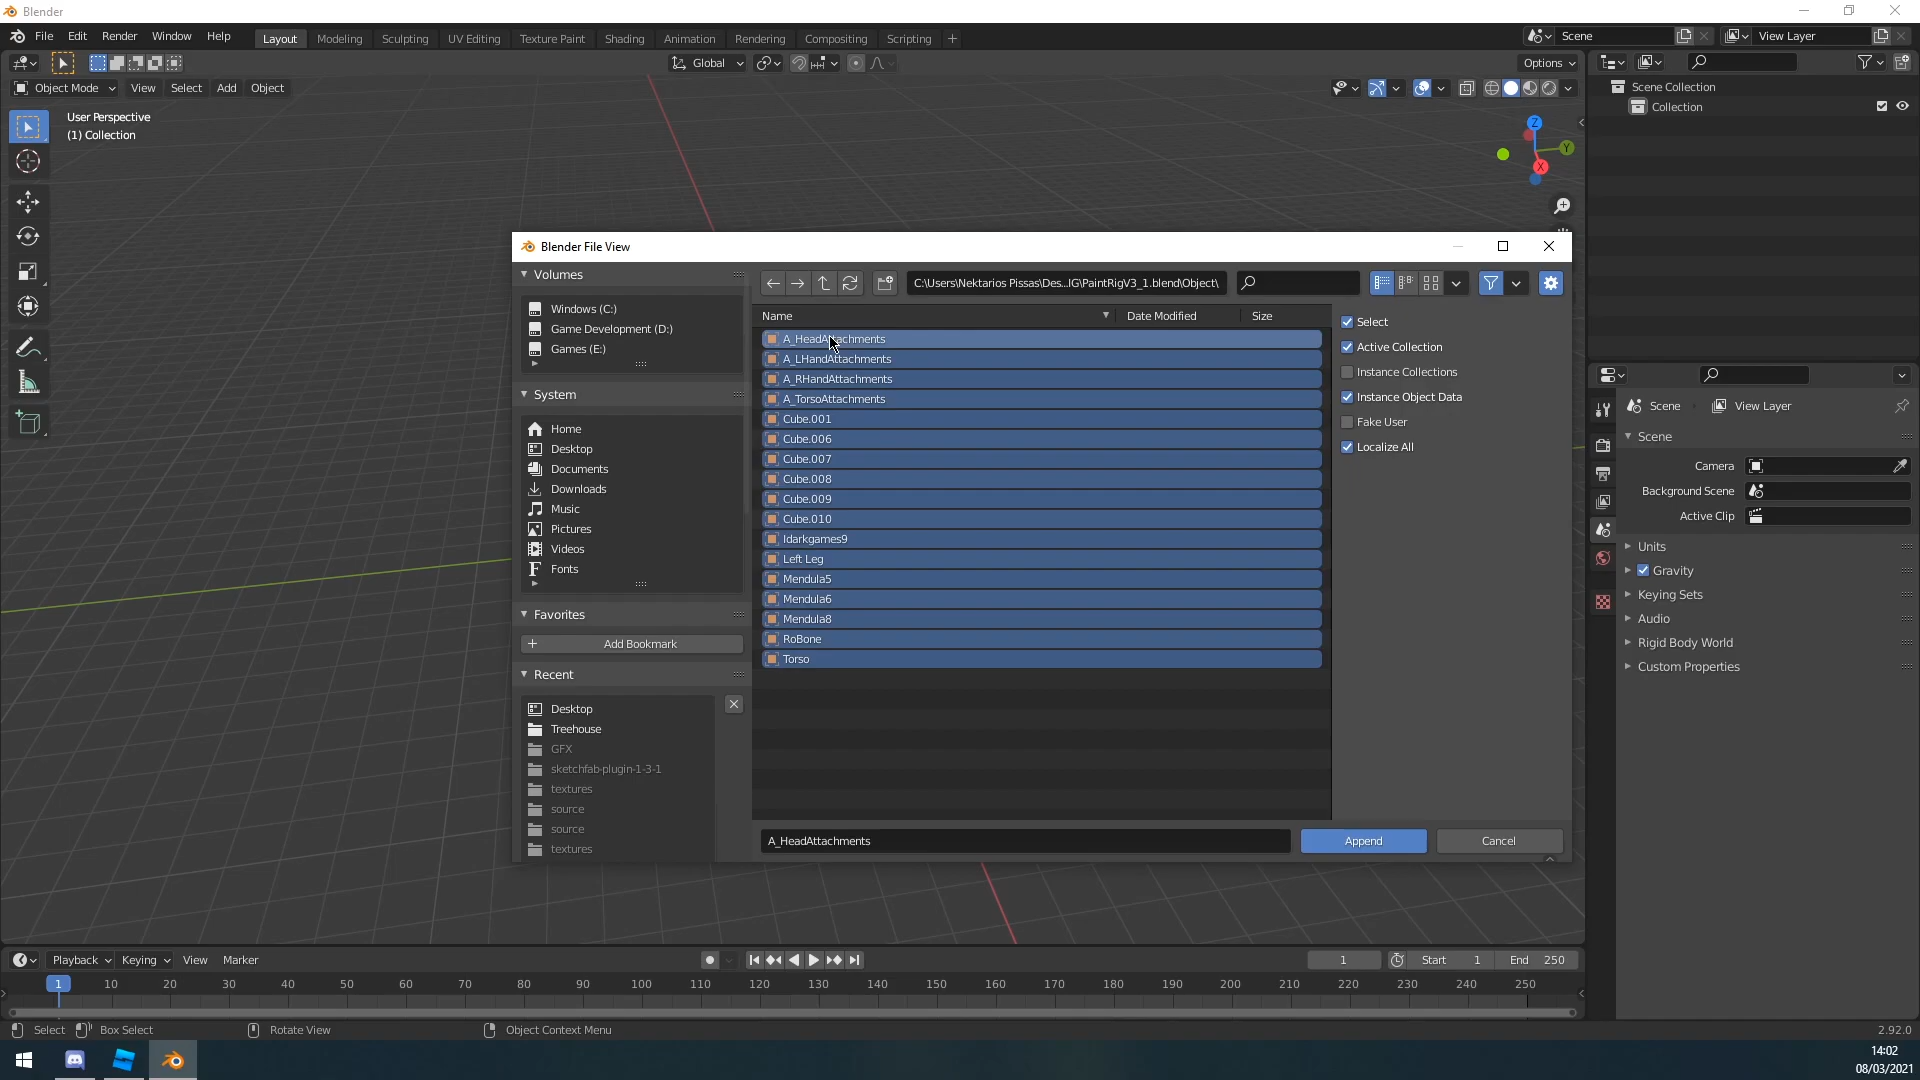 Blender
File Edit Render Window Help
Layout Modeling Sculpting UV Editing Texture Paint Shading Animation Rendering Compositing Scripting +
Scene
View Layer
Global
Options
Object Mode View Select Add Object
User Perspective
(1) Collection
Z
Y
X
Scene Collection
Collection
Blender File View
Volumes
Windows (C:)
Game Development (D:)
Games (E:)
System
Home
Desktop
Documents
Downloads
Music
Pictures
Videos
Fonts
Favorites
Add Bookmark
Recent
Desktop
Treehouse
GFX
sketchfab-plugin-1-3-1
textures
source
source
textures
C:\Users\Nektarios Pissas\Des...IG\PaintRigV3_1.blend\Object\
Name Date Modified Size
A_HeadAttachments
A_LHandAttachments
A_RHandAttachments
A_TorsoAttachments
Cube.001
Cube.006
Cube.007
Cube.008
Cube.009
Cube.010
Idarkgames9
Left Leg
Mendula5
Mendula6
Mendula8
RoBone
Torso
Select
Active Collection
Instance Collections
Instance Object Data
Fake User
Localize All
A_HeadAttachments
Append
Cancel
Scene View Layer
Scene
Camera
Background Scene
Active Clip
Units
Gravity
Keying Sets
Audio
Rigid Body World
Custom Properties
Playback Keying View Marker
1 Start 1 End 250
1 10 20 30 40 50 60 70 80 90 100 110 120 130 140 150 160 170 180 190 200 210 220 230 240 250
Select Box Select Rotate View Object Context Menu
2.92.0
14:02
08/03/2021